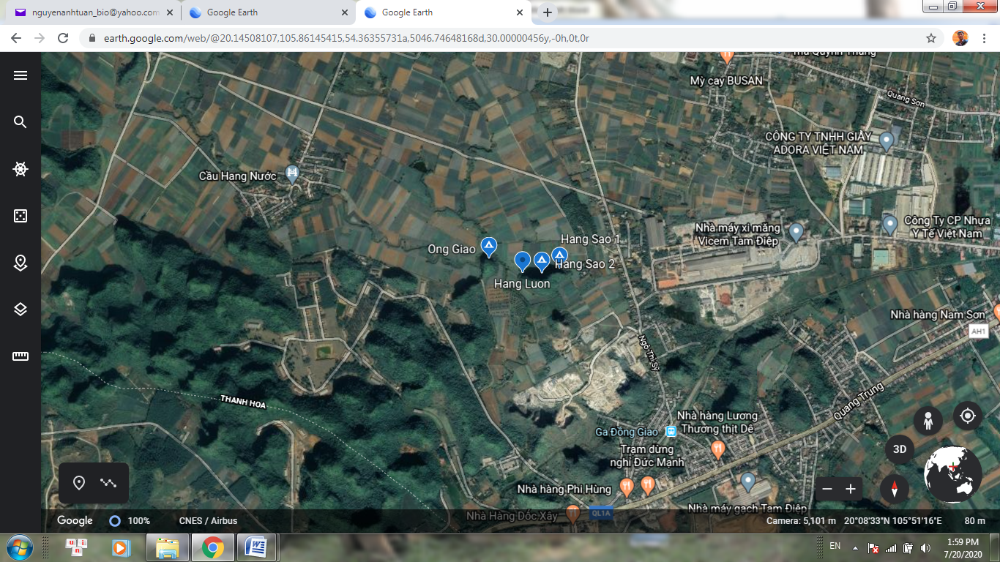 nguyenanhtuan_bio@yahoo.com
Google Earth
Google Earth
earth.google.com/web/@20.14508107,105.86145415,54.36355731a,5046.74648168d,30.00000456y,-0h,0t,0r
Mỳ cay BUSAN
Quang Sơn
CÔNG TY TNHH GIÀY
ADORA VIỆT NAM
Cầu Hang Nước
Công Ty CP Nhựa
Y Tế Việt Nam
Nhà máy xi măng
Vicem Tam Điệp
Hang Sao 1
Ong Giao
Hang Sao 2
Hang Luon
Nhà hàng Nam Sơn
AH1
Ngô Thì Sỹ
Quang Trung
THANH HOA
Nhà hàng Lương
Thương thịt Dê
Ga Đồng Giao
Trạm dừng
nghỉ Đức Mạnh
3D
Nhà hàng Phi Hùng
Nhà máy gạch Tam Điệp
Nhà Hàng Dốc Xây
QL1A
Google
100%
CNES / Airbus
Camera: 5,101 m
20°08'33"N 105°51'16"E
80 m
EN
1:59 PM
7/20/2020